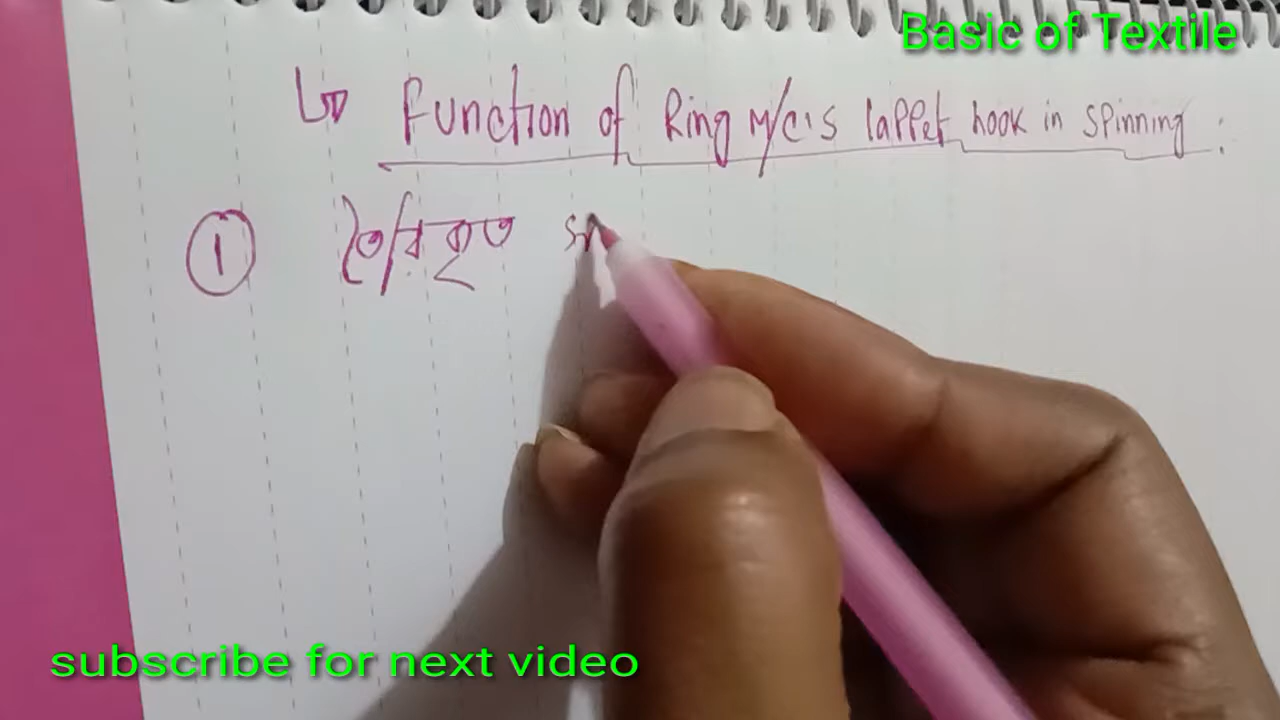 Basic of Textile
Function of Ring M/C's lappet hook in spinning :
① তৈরিকৃত
subscribe for next video